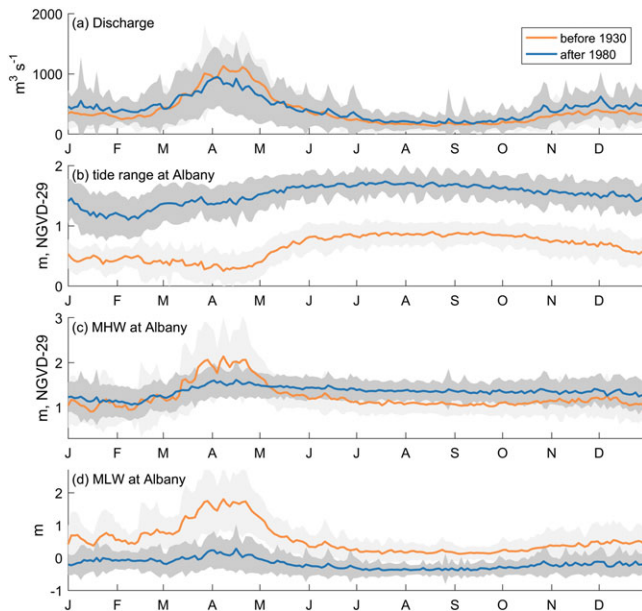 (a) Discharge
before 1930
after 1980
m³ s⁻¹
2000
1000
0
J F M A M J J A S O N D
(b) tide range at Albany
m, NGVD-29
2
1
0
J F M A M J J A S O N D
(c) MHW at Albany
m, NGVD-29
3
2
1
J F M A M J J A S O N D
(d) MLW at Albany
m
2
1
0
-1
J F M A M J J A S O N D